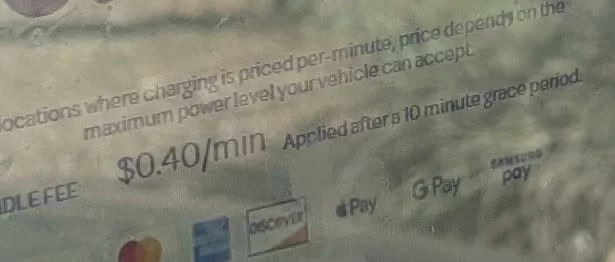 locations where charging is priced per-minute, price depends on the
maximum power level your vehicle can accept.
IDLE FEE $0.40/min Applied after a 10 minute grace period.
DISCOVER Pay G Pay SAMSUNG pay